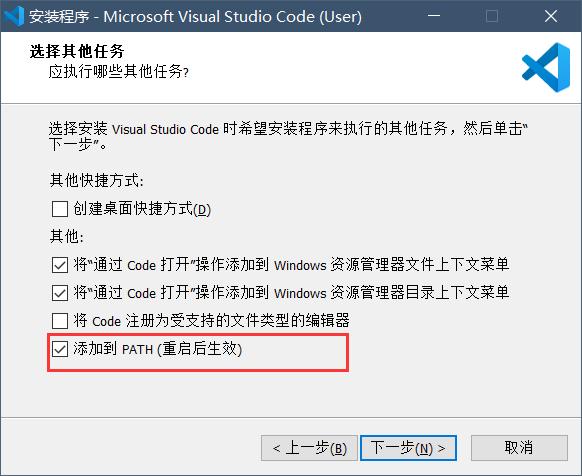 安装程序 - Microsoft Visual Studio Code (User)
选择其他任务
应执行哪些其他任务?
选择安装 Visual Studio Code 时希望安装程序来执行的其他任务，然后单击“
下一步”。
其他快捷方式:
创建桌面快捷方式(D)
其他:
将“通过 Code 打开”操作添加到 Windows 资源管理器文件上下文菜单
将“通过 Code 打开”操作添加到 Windows 资源管理器目录上下文菜单
将 Code 注册为受支持的文件类型的编辑器
添加到 PATH (重启后生效)
< 上一步(B) 下一步(N) > 取消